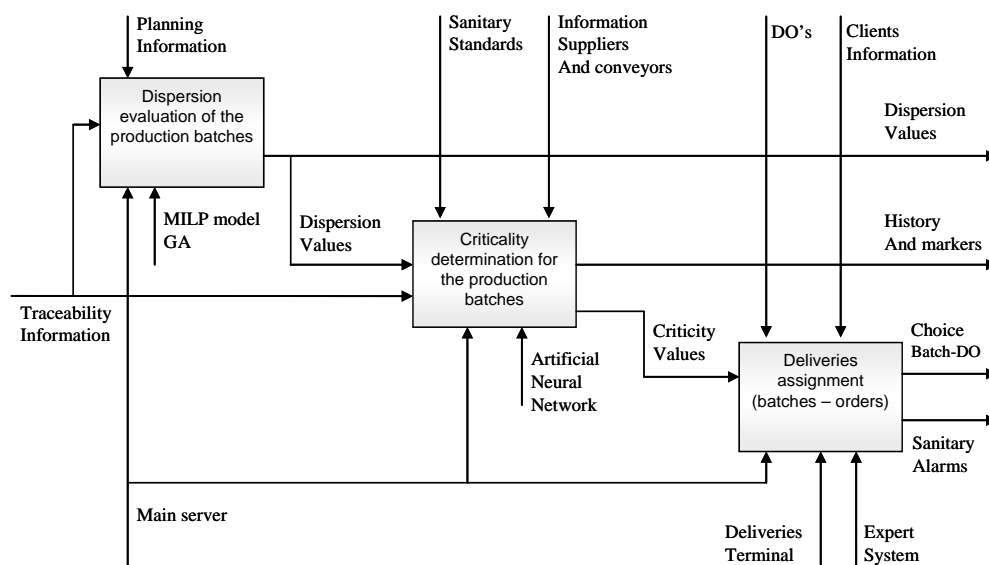 Planning
Information
Sanitary
Standards
Information
Suppliers
And conveyors
DO's
Clients
Information
Dispersion
evaluation of the
production batches
Dispersion
Values
MILP model
GA
Dispersion
Values
Criticality
determination for
the production
batches
History
And markers
Traceability
Information
Criticity
Values
Choice
Batch-DO
Artificial
Neural
Network
Deliveries
assignment
(batches – orders)
Sanitary
Alarms
Main server
Deliveries
Terminal
Expert
System